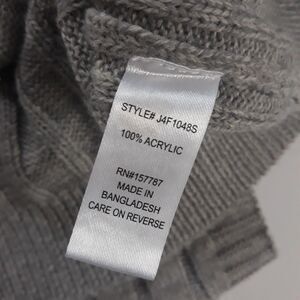 STYLE# J4F1048S
100% ACRYLIC
RN#157787
MADE IN
BANGLADESH
CARE ON REVERSE